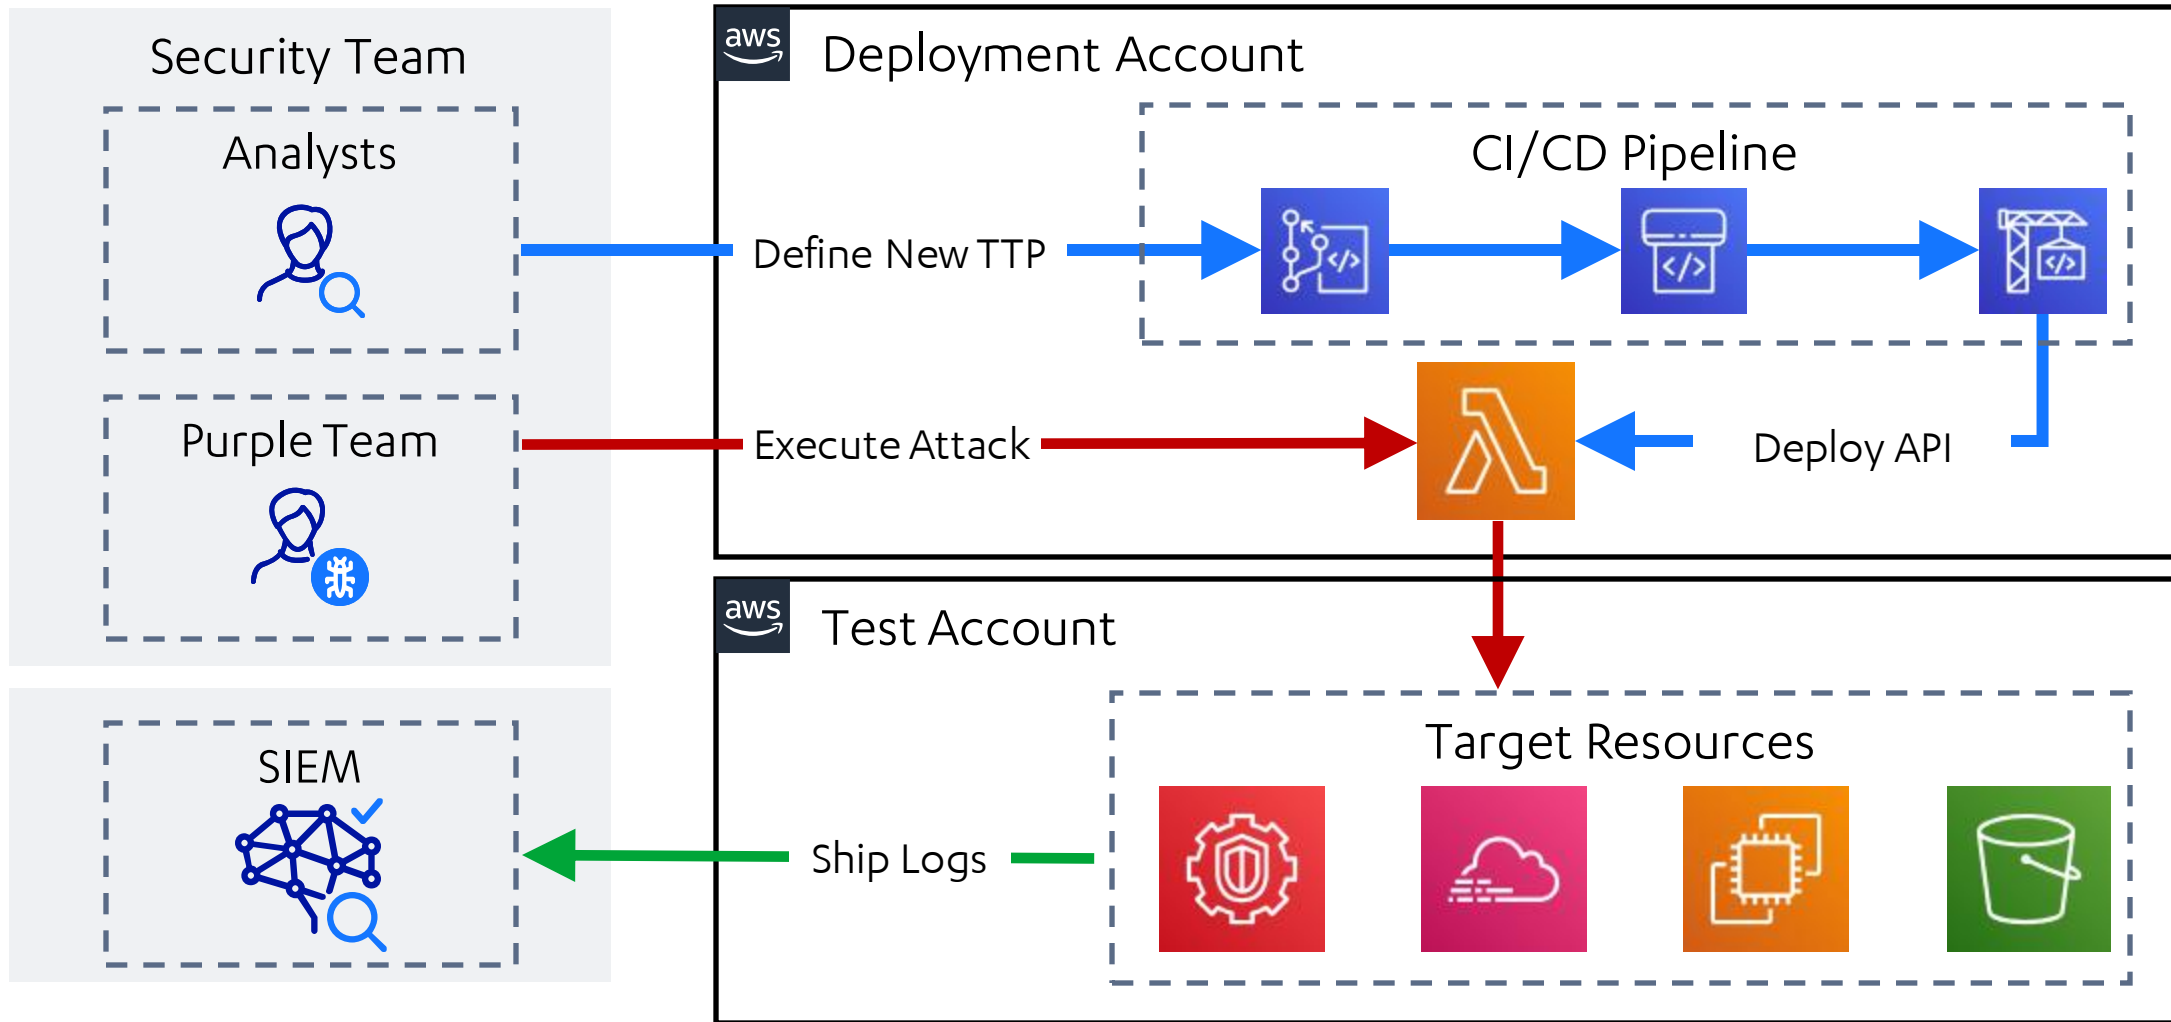 Security Team
Analysts
Purple Team
SIEM
aws
Deployment Account
CI/CD Pipeline
Define New TTP
</>
</>
</>
Execute Attack
Deploy API
aws
Test Account
Target Resources
Ship Logs